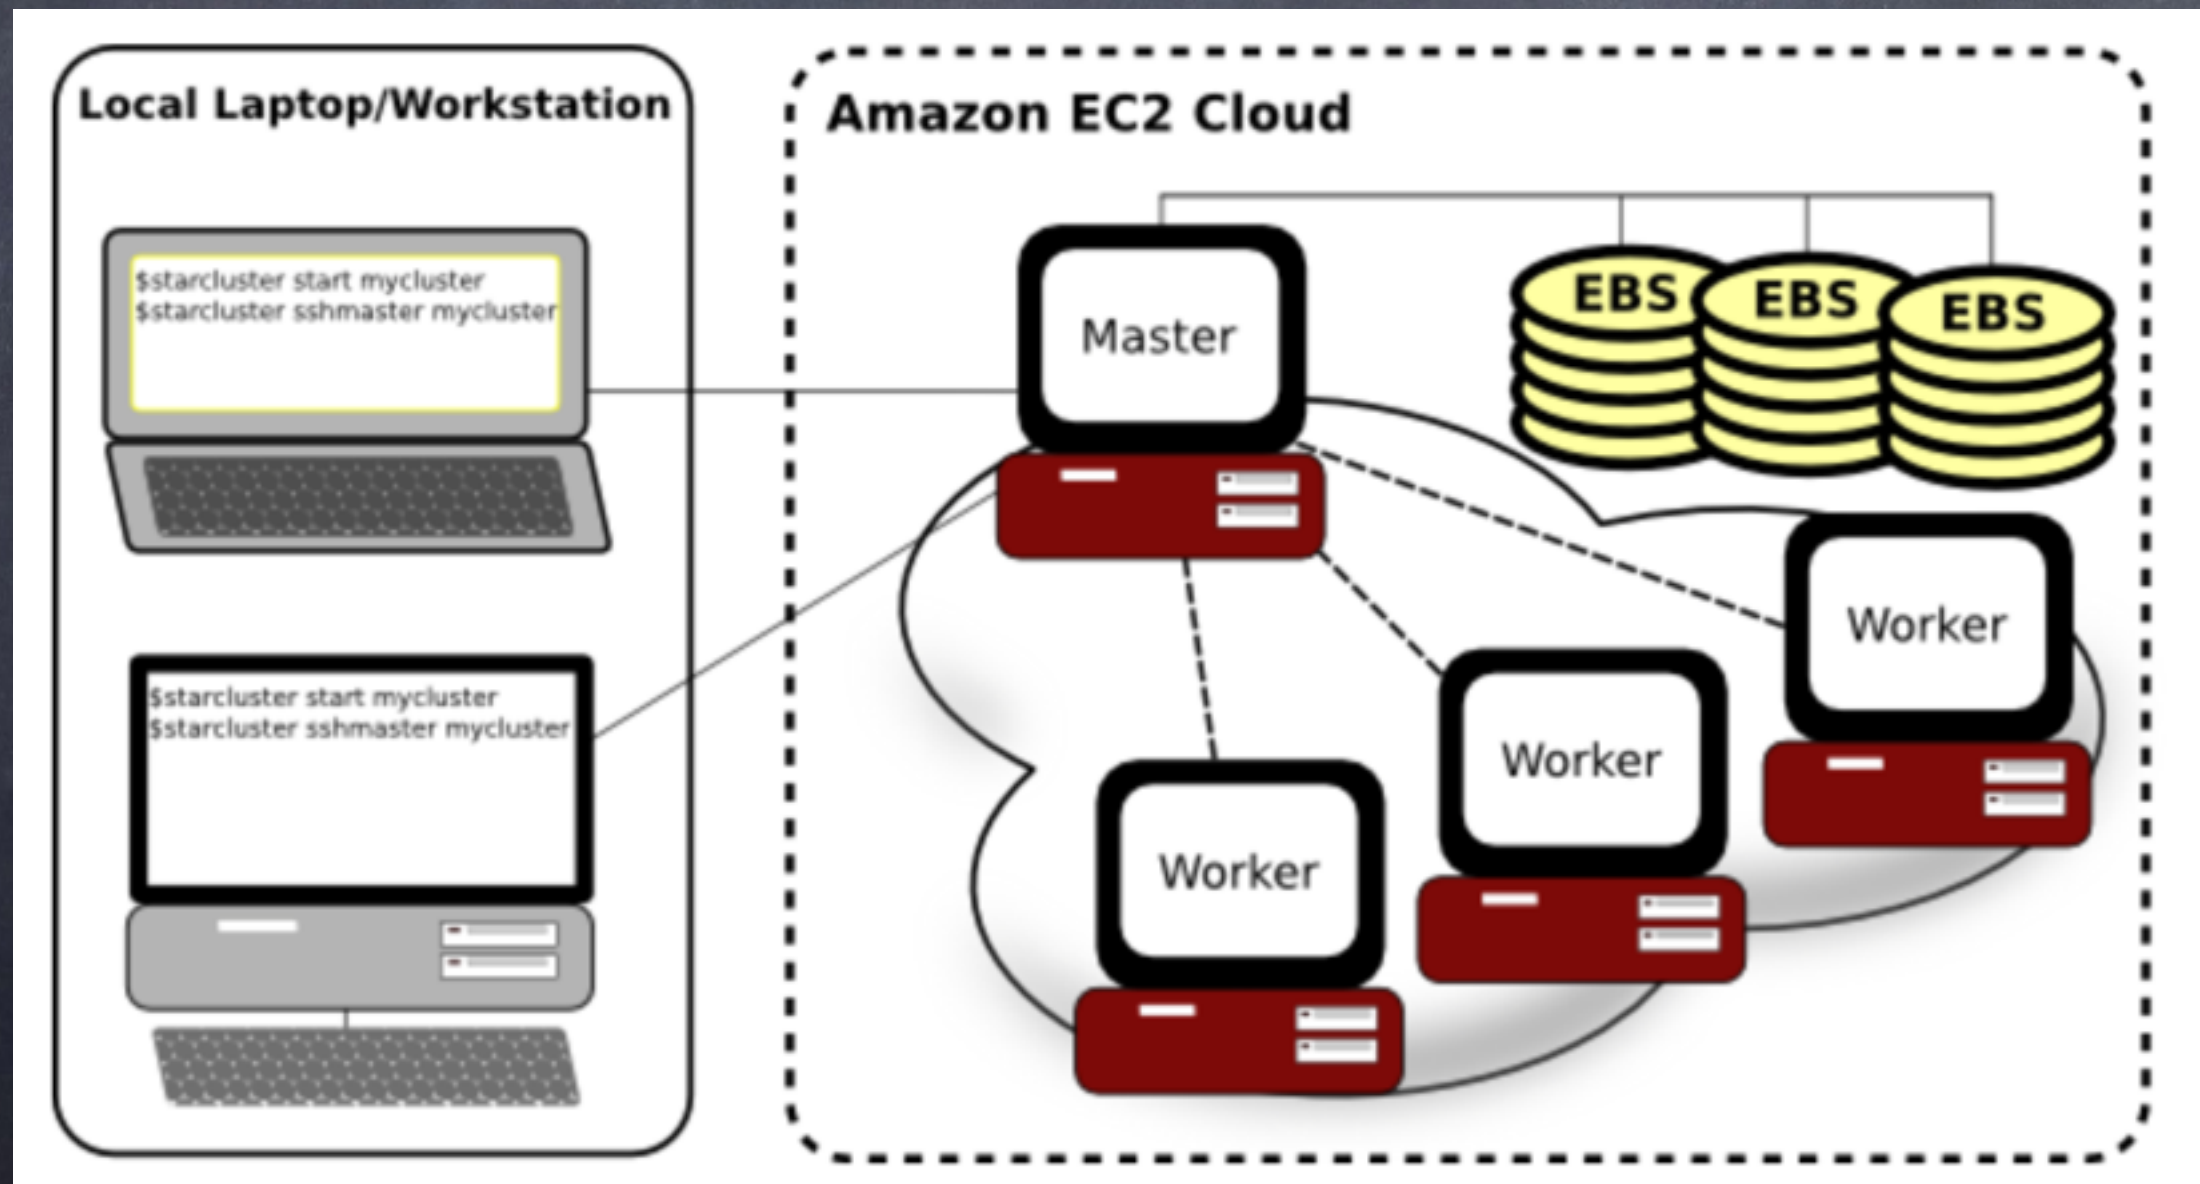 Local Laptop/Workstation
$starcluster start mycluster
$starcluster sshmaster mycluster
$starcluster start mycluster
$starcluster sshmaster mycluster
Amazon EC2 Cloud
Master
EBS
EBS
EBS
Worker
Worker
Worker